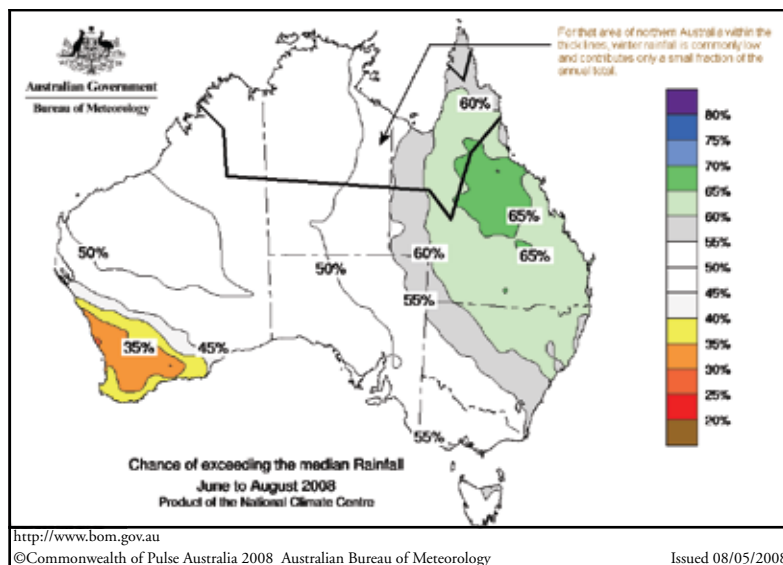 Australian Government
Bureau of Meteorology
For that area of northern Australia within the
thick lines, winter rainfall is commonly low
and contributes only a small fraction of the
annual total.
60%
80%
75%
70%
65%
60%
55%
50%
45%
40%
35%
30%
25%
20%
65%
65%
60%
50%
50%
55%
35%
45%
55%
Chance of exceeding the median Rainfall
June to August 2008
Product of the National Climate Centre
http://www.bom.gov.au
©Commonwealth of Pulse Australia 2008 Australian Bureau of Meteorology
Issued 08/05/2008